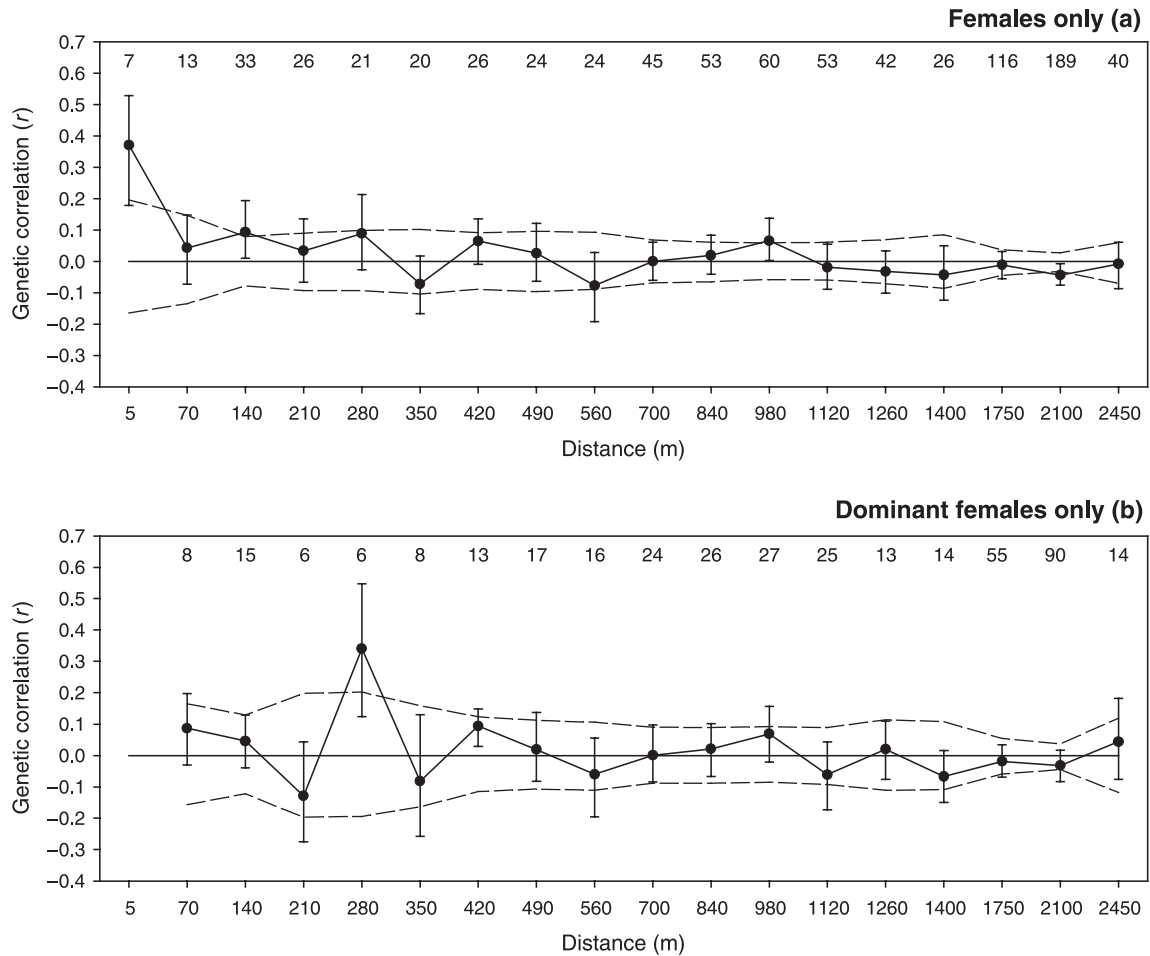 Females only (a)
0.7
0.6
0.5
0.4
0.3
0.2
0.1
0.0
−0.1
−0.2
−0.3
−0.4
Genetic correlation (r)
7 13 33 26 21 20 26 24 24 45 53 60 53 42 26 116 189 40
5 70 140 210 280 350 420 490 560 700 840 980 1120 1260 1400 1750 2100 2450
Distance (m)
Dominant females only (b)
0.7
0.6
0.5
0.4
0.3
0.2
0.1
0.0
−0.1
−0.2
−0.3
−0.4
Genetic correlation (r)
8 15 6 6 8 13 17 16 24 26 27 25 13 14 55 90 14
5 70 140 210 280 350 420 490 560 700 840 980 1120 1260 1400 1750 2100 2450
Distance (m)